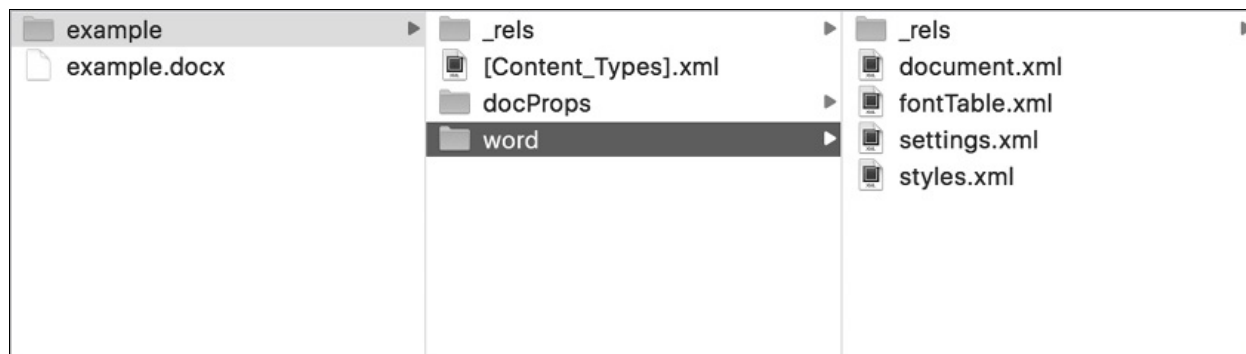 example
example.docx
_rels
[Content_Types].xml
docProps
word
_rels
document.xml
fontTable.xml
settings.xml
styles.xml